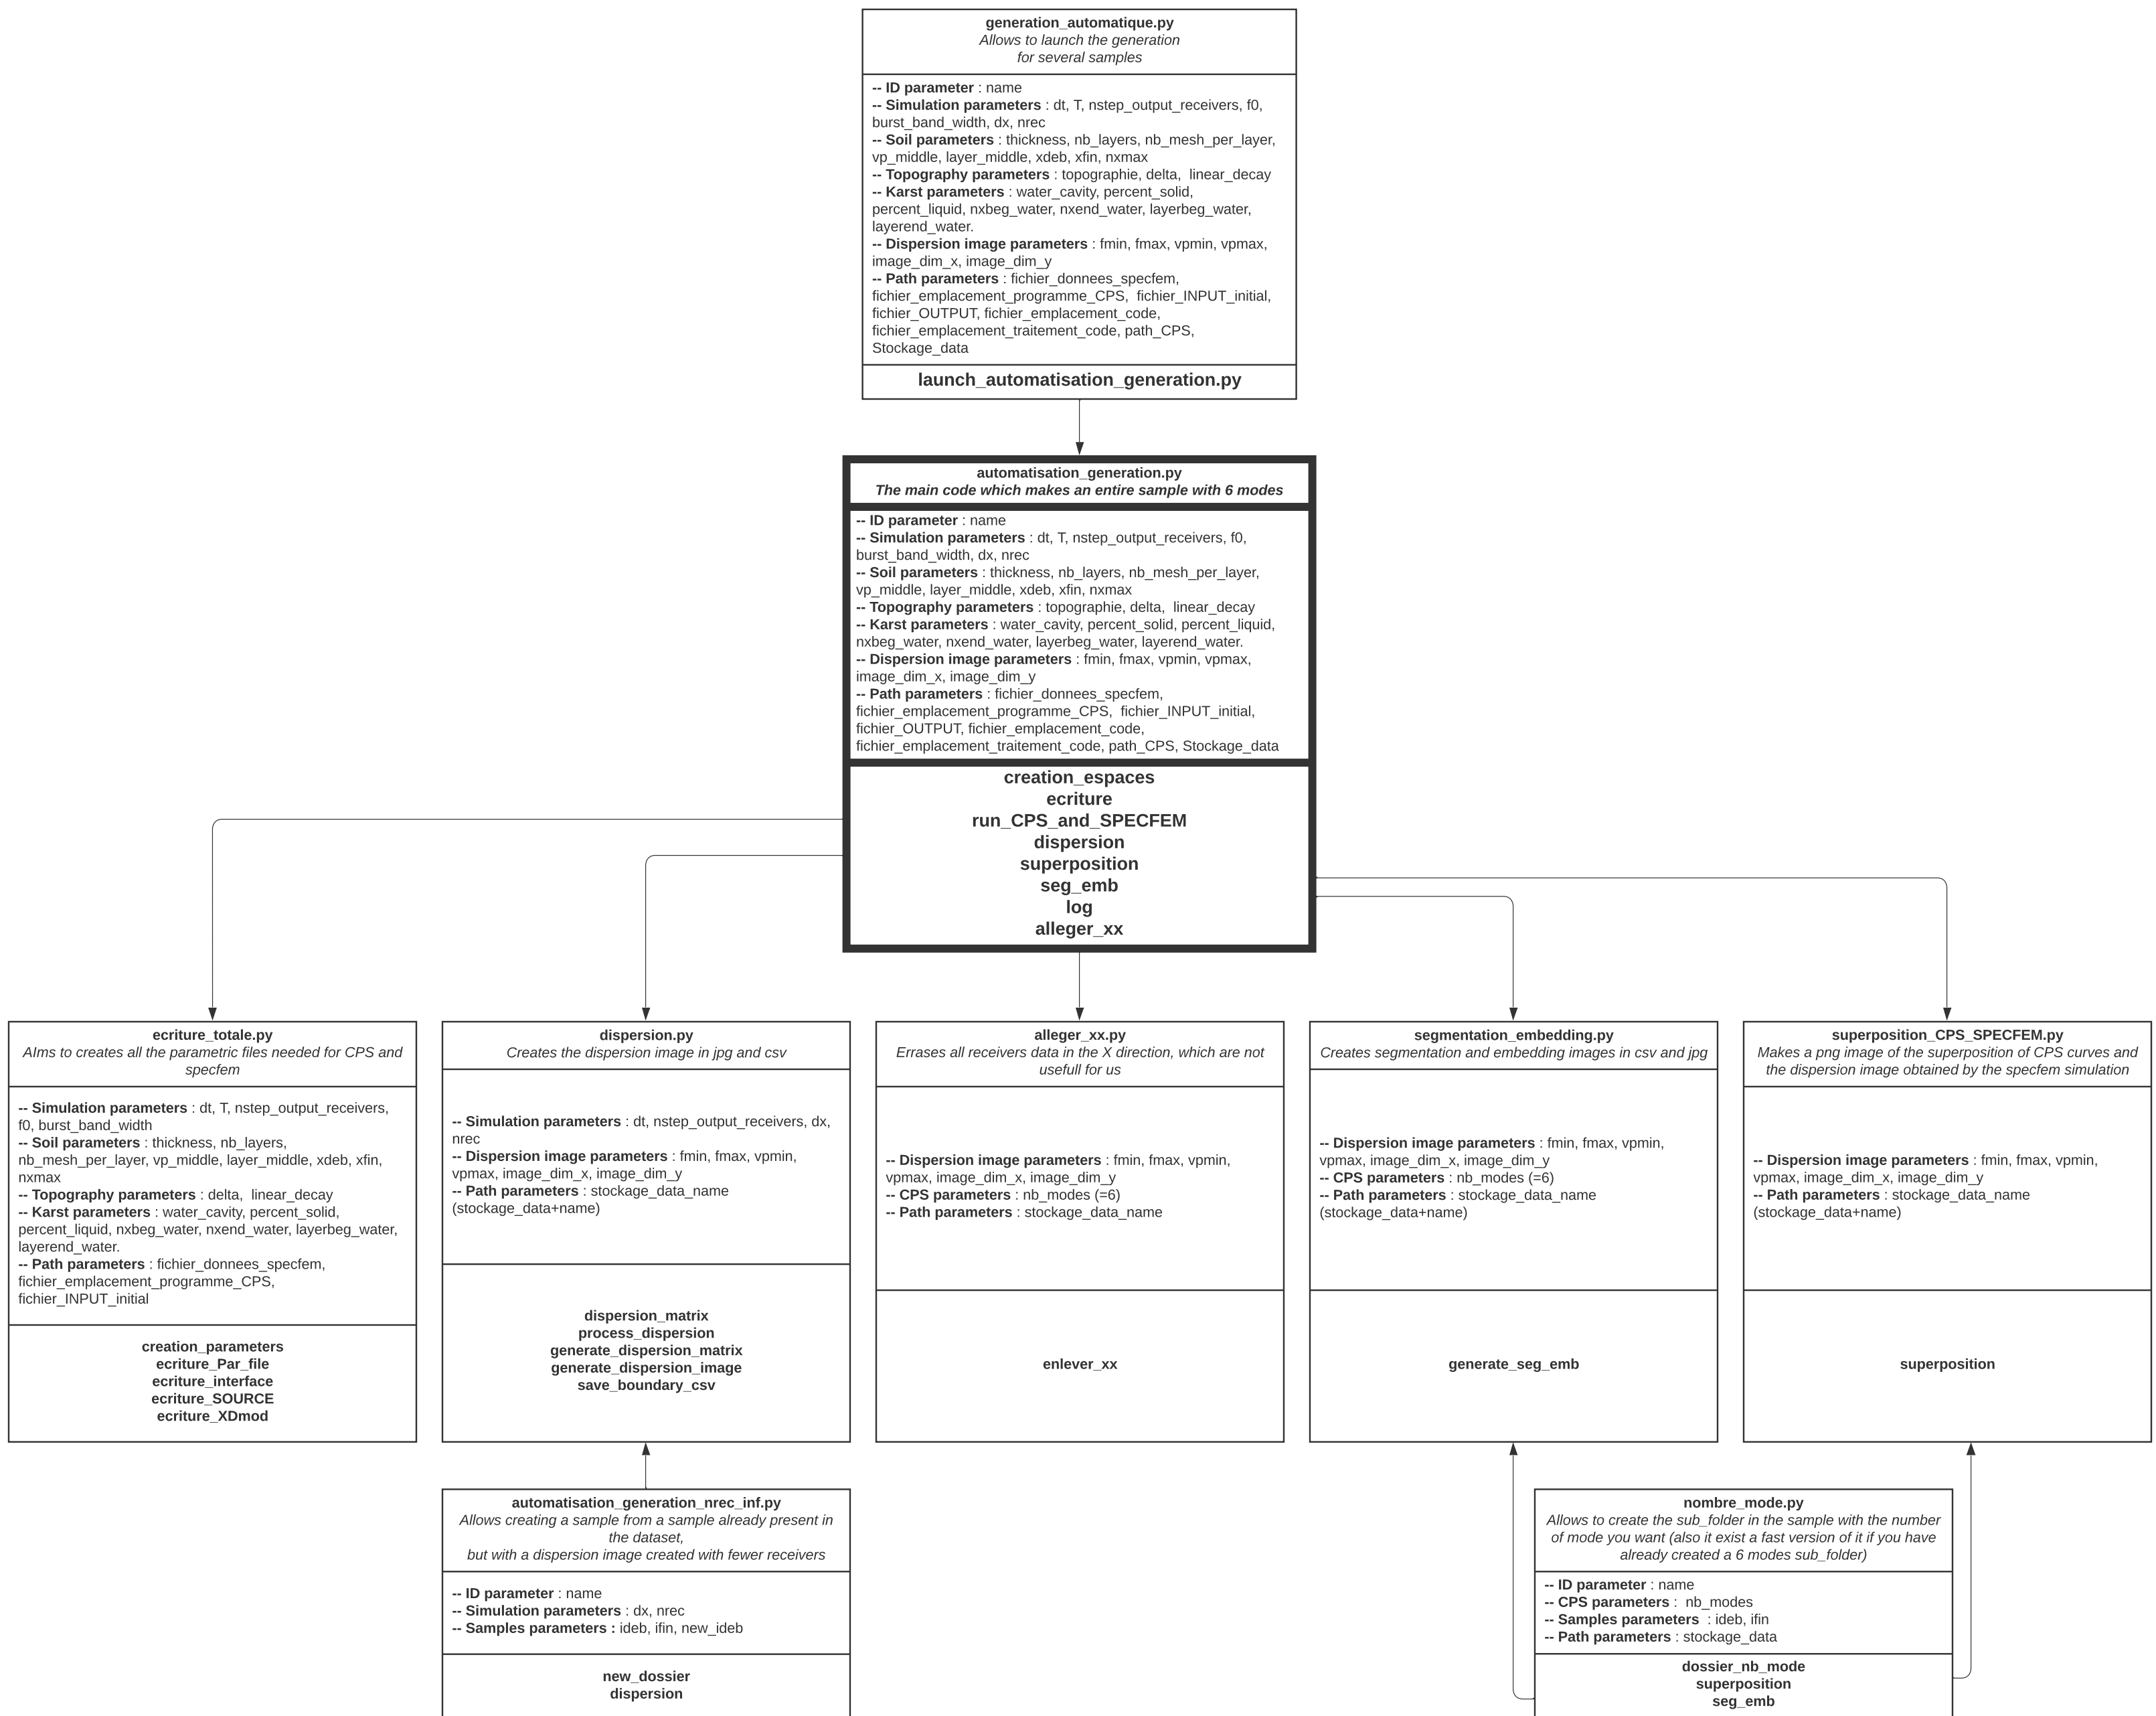 generation_automatique.py
Allows to launch the generation
for several samples
-- ID parameter : name
-- Simulation parameters : dt, T, nstep_output_receivers, f0,
burst_band_width, dx, nrec
-- Soil parameters : thickness, nb_layers, nb_mesh_per_layer,
vp_middle, layer_middle, xdeb, xfin, nxmax
-- Topography parameters : topographie, delta,  linear_decay
-- Karst parameters : water_cavity, percent_solid,
percent_liquid, nxbeg_water, nxend_water, layerbeg_water,
layerend_water.
-- Dispersion image parameters : fmin, fmax, vpmin, vpmax,
image_dim_x, image_dim_y
-- Path parameters : fichier_donnees_specfem,
fichier_emplacement_programme_CPS,  fichier_INPUT_initial,
fichier_OUTPUT, fichier_emplacement_code,
fichier_emplacement_traitement_code, path_CPS,
Stockage_data
launch_automatisation_generation.py
automatisation_generation.py
The main code which makes an entire sample with 6 modes
-- ID parameter : name
-- Simulation parameters : dt, T, nstep_output_receivers, f0,
burst_band_width, dx, nrec
-- Soil parameters : thickness, nb_layers, nb_mesh_per_layer,
vp_middle, layer_middle, xdeb, xfin, nxmax
-- Topography parameters : topographie, delta,  linear_decay
-- Karst parameters : water_cavity, percent_solid, percent_liquid,
nxbeg_water, nxend_water, layerbeg_water, layerend_water.
-- Dispersion image parameters : fmin, fmax, vpmin, vpmax,
image_dim_x, image_dim_y
-- Path parameters : fichier_donnees_specfem,
fichier_emplacement_programme_CPS,  fichier_INPUT_initial,
fichier_OUTPUT, fichier_emplacement_code,
fichier_emplacement_traitement_code, path_CPS, Stockage_data
creation_espaces
ecriture
run_CPS_and_SPECFEM
dispersion
superposition
seg_emb
log
alleger_xx
ecriture_totale.py
AIms to creates all the parametric files needed for CPS and
specfem
-- Simulation parameters : dt, T, nstep_output_receivers,
f0, burst_band_width
-- Soil parameters : thickness, nb_layers,
nb_mesh_per_layer, vp_middle, layer_middle, xdeb, xfin,
nxmax
-- Topography parameters : delta,  linear_decay
-- Karst parameters : water_cavity, percent_solid,
percent_liquid, nxbeg_water, nxend_water, layerbeg_water,
layerend_water.
-- Path parameters : fichier_donnees_specfem,
fichier_emplacement_programme_CPS,
fichier_INPUT_initial
creation_parameters
ecriture_Par_file
ecriture_interface
ecriture_SOURCE
ecriture_XDmod
dispersion.py
Creates the dispersion image in jpg and csv
-- Simulation parameters : dt, nstep_output_receivers, dx,
nrec
-- Dispersion image parameters : fmin, fmax, vpmin,
vpmax, image_dim_x, image_dim_y
-- Path parameters : stockage_data_name
(stockage_data+name)
dispersion_matrix
process_dispersion
generate_dispersion_matrix
generate_dispersion_image
save_boundary_csv
alleger_xx.py
Errases all receivers data in the X direction, which are not
usefull for us
-- Dispersion image parameters : fmin, fmax, vpmin,
vpmax, image_dim_x, image_dim_y
-- CPS parameters : nb_modes (=6)
-- Path parameters : stockage_data_name
enlever_xx
segmentation_embedding.py
Creates segmentation and embedding images in csv and jpg
-- Dispersion image parameters : fmin, fmax, vpmin,
vpmax, image_dim_x, image_dim_y
-- CPS parameters : nb_modes (=6)
-- Path parameters : stockage_data_name
(stockage_data+name)
generate_seg_emb
superposition_CPS_SPECFEM.py
Makes a png image of the superposition of CPS curves and
the dispersion image obtained by the specfem simulation
-- Dispersion image parameters : fmin, fmax, vpmin,
vpmax, image_dim_x, image_dim_y
-- Path parameters : stockage_data_name
(stockage_data+name)
superposition
automatisation_generation_nrec_inf.py
Allows creating a sample from a sample already present in
the dataset,
but with a dispersion image created with fewer receivers
-- ID parameter : name
-- Simulation parameters : dx, nrec
-- Samples parameters : ideb, ifin, new_ideb
new_dossier
dispersion
nombre_mode.py
Allows to create the sub_folder in the sample with the number
of mode you want (also it exist a fast version of it if you have
already created a 6 modes sub_folder)
-- ID parameter : name
-- CPS parameters :  nb_modes
-- Samples parameters  : ideb, ifin
-- Path parameters : stockage_data
dossier_nb_mode
superposition
seg_emb